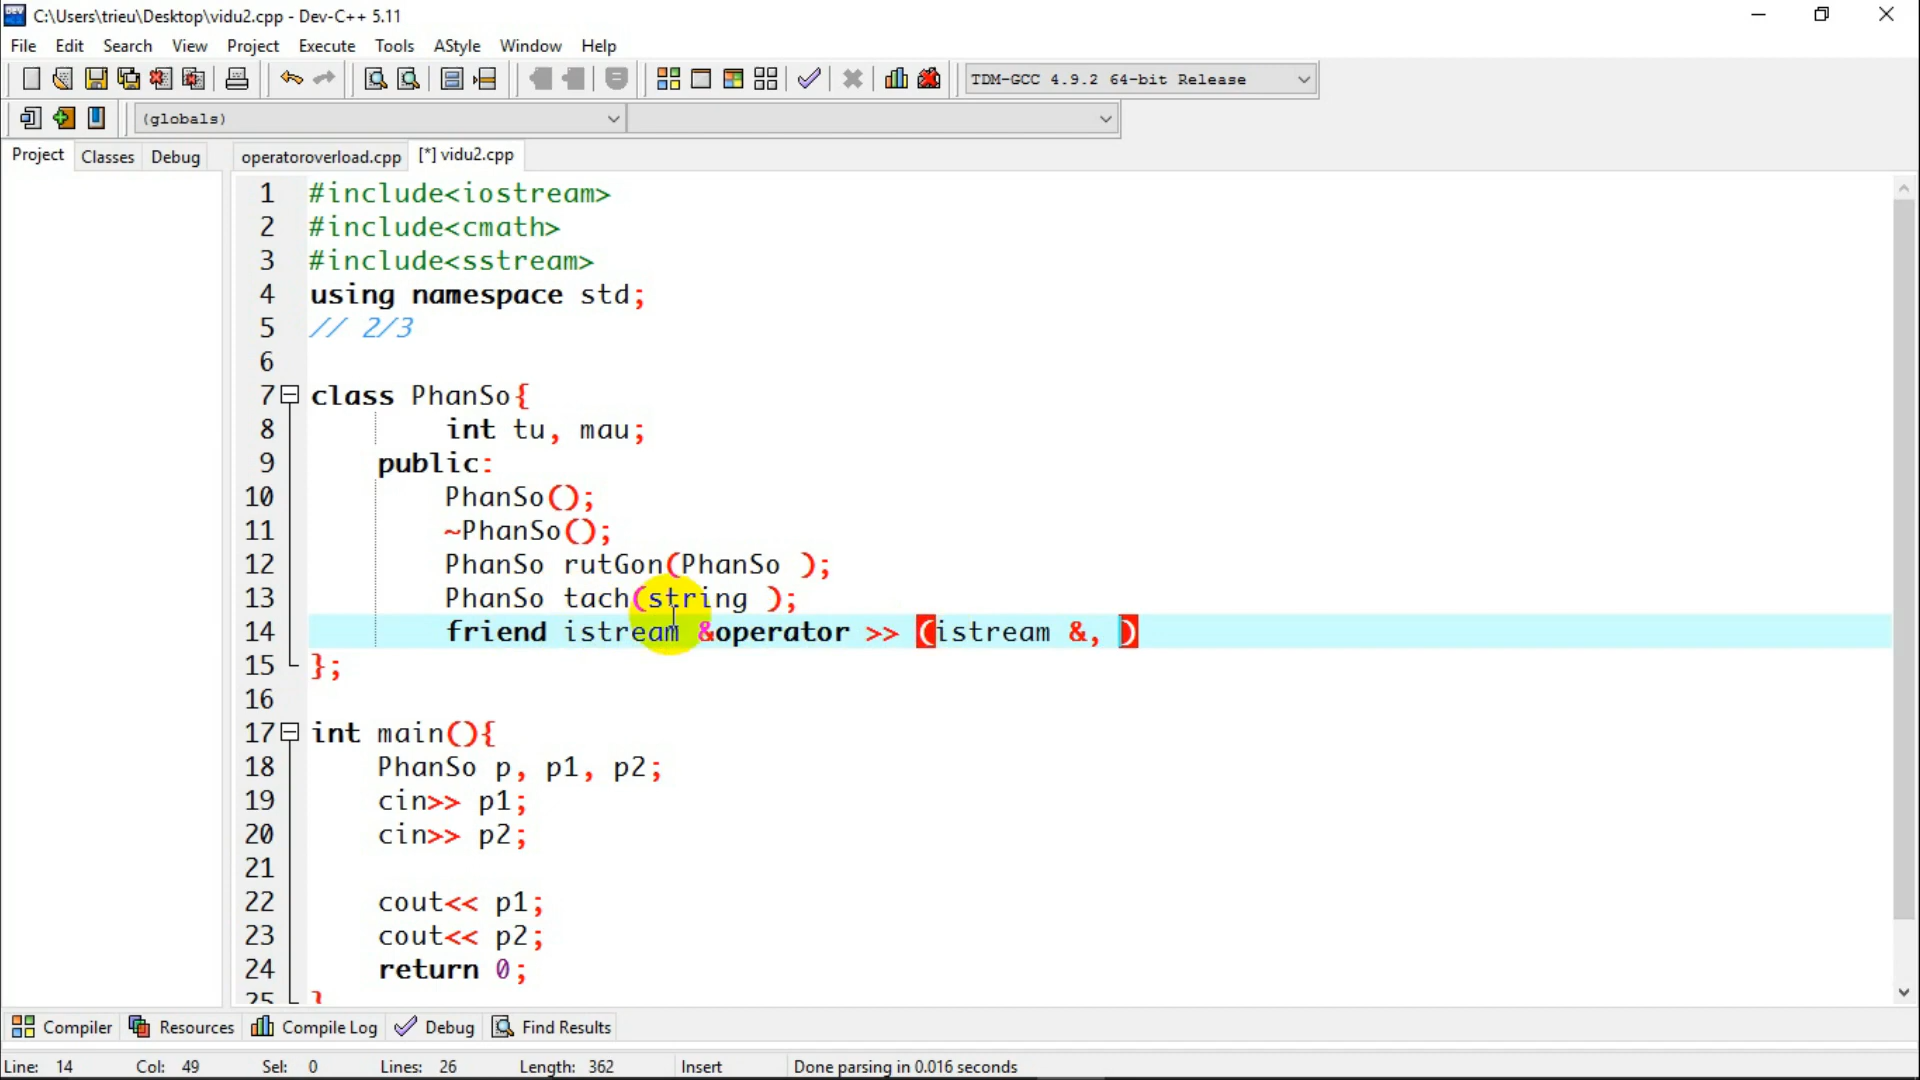 C:\Users\trieu\Desktop\vidu2.cpp - Dev-C++ 5.11
File Edit Search View Project Execute Tools AStyle Window Help
TDM-GCC 4.9.2 64-bit Release
(globals)
Project Classes Debug operatoroverload.cpp [*] vidu2.cpp
1 #include<iostream>
2 #include<cmath>
3 #include<sstream>
4 using namespace std;
5 // 2/3
6
7 class PhanSo{
8 int tu, mau;
9 public:
10 PhanSo();
11 ~PhanSo();
12 PhanSo rutGon(PhanSo );
13 PhanSo tach(string );
14 friend istream &operator >> (istream &, )
15 };
16
17 int main(){
18 PhanSo p, p1, p2;
19 cin>> p1;
20 cin>> p2;
21
22 cout<< p1;
23 cout<< p2;
24 return 0;
25 }
Compiler Resources Compile Log Debug Find Results
Line: 14 Col: 49 Sel: 0 Lines: 26 Length: 362 Insert Done parsing in 0.016 seconds